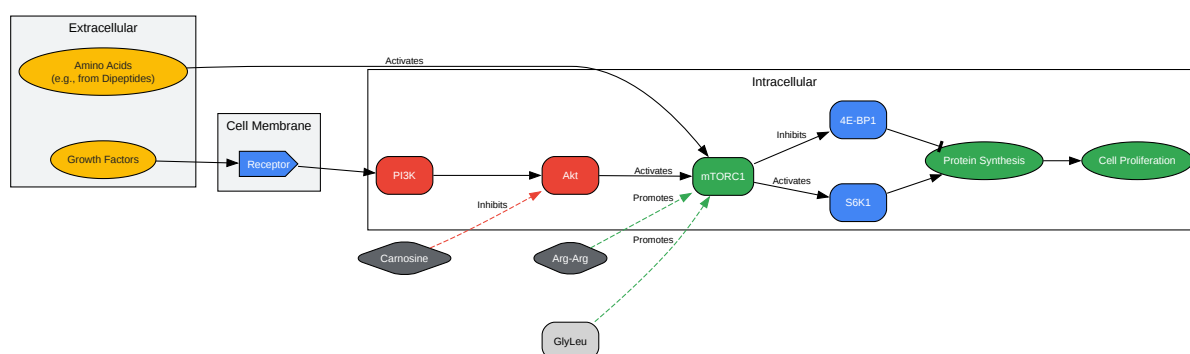 Extracellular
Amino Acids
(e.g., from Dipeptides)
Growth Factors
Cell Membrane
Receptor
Activates
Intracellular
PI3K
Akt
Activates
mTORC1
Inhibits
4E-BP1
Activates
S6K1
Protein Synthesis
Cell Proliferation
Inhibits
Promotes
Promotes
Carnosine
Arg-Arg
GlyLeu